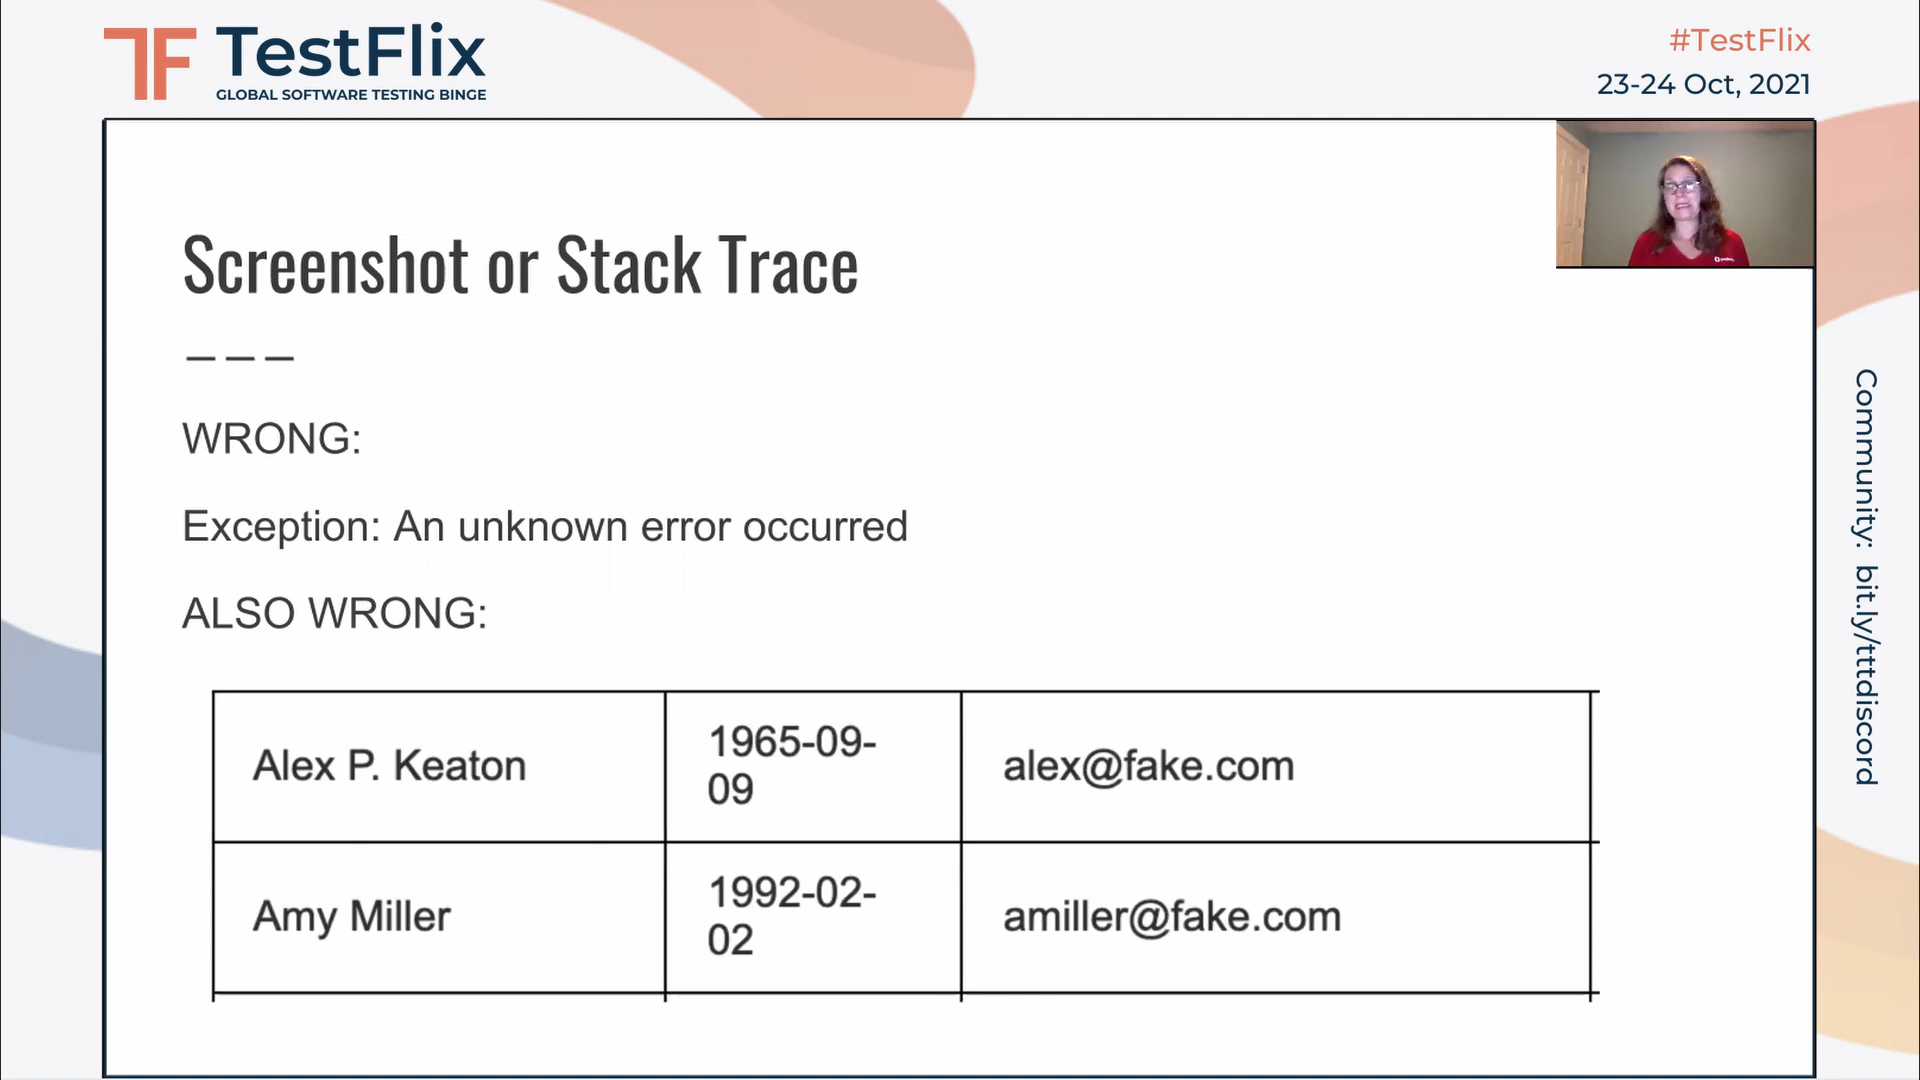 TF TestFlix
GLOBAL SOFTWARE TESTING BINGE
#TestFlix
23-24 Oct, 2021
Screenshot or Stack Trace
WRONG:
Exception: An unknown error occurred
ALSO WRONG:
Alex P. Keaton
1965-09-
09
alex@fake.com
Amy Miller
1992-02-
02
amiller@fake.com
Community: bit.ly/tttdiscord